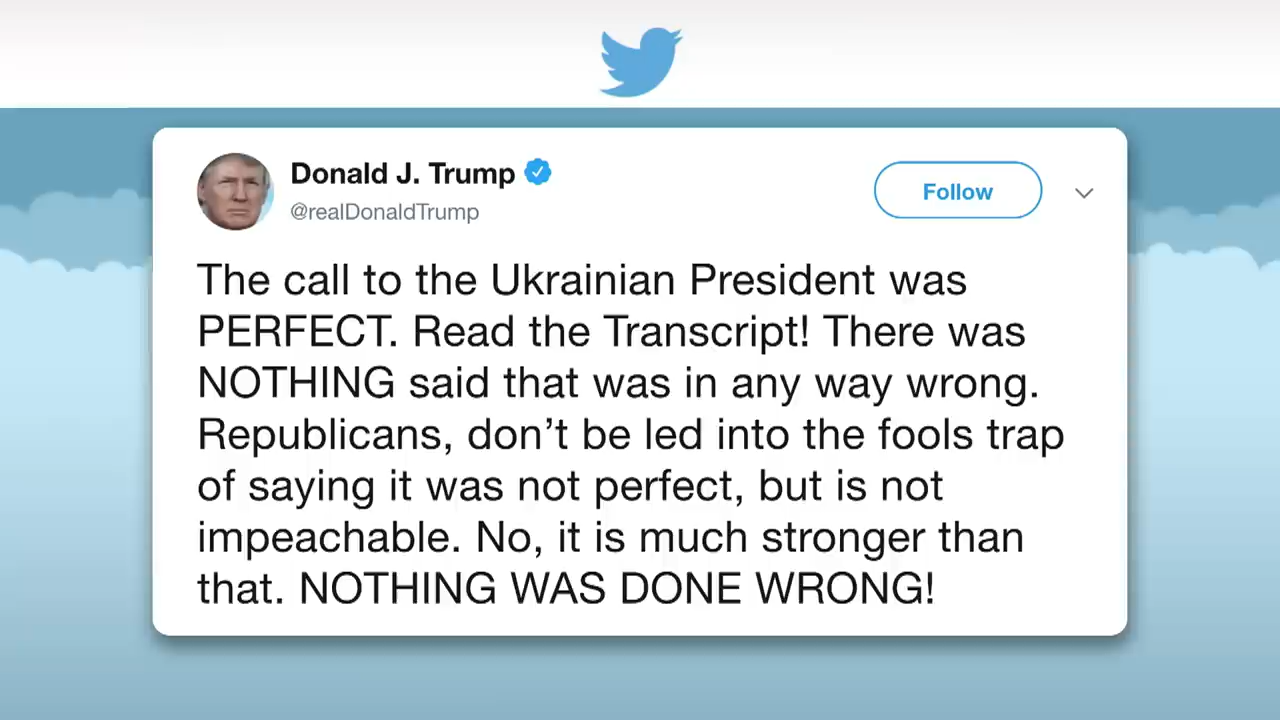 Donald J. Trump
@realDonaldTrump
Follow
The call to the Ukrainian President was
PERFECT. Read the Transcript! There was
NOTHING said that was in any way wrong.
Republicans, don’t be led into the fools trap
of saying it was not perfect, but is not
impeachable. No, it is much stronger than
that. NOTHING WAS DONE WRONG!